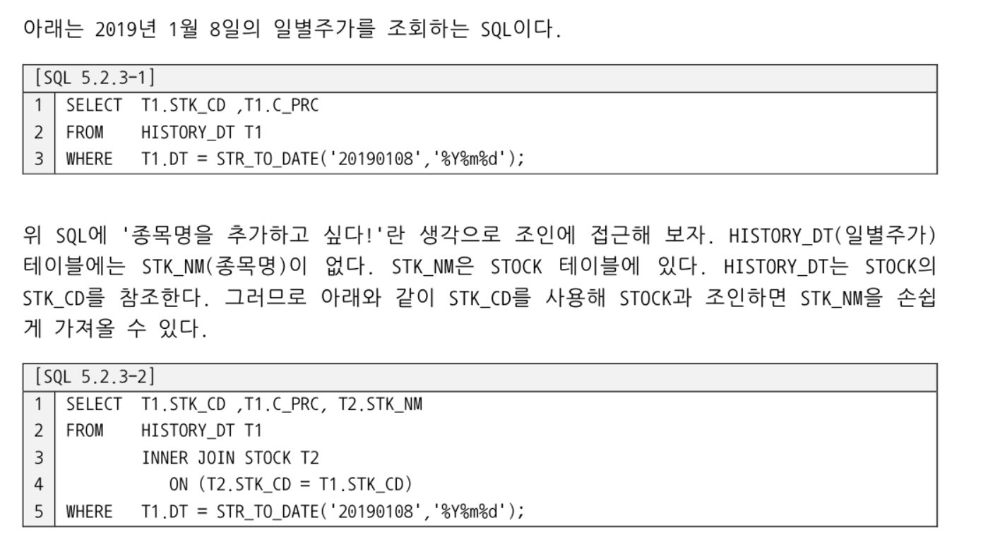 아래는 2019년 1월 8일의 일별주가를 조회하는 SQL이다.
[SQL 5.2.3-1]
1 SELECT T1.STK_CD ,T1.C_PRC
2 FROM HISTORY_DT T1
3 WHERE T1.DT = STR_TO_DATE('20190108','%Y%m%d');
위 SQL에 '종목명을 추가하고 싶다!'란 생각으로 조인에 접근해 보자. HISTORY_DT(일별주가)
테이블에는 STK_NM(종목명)이 없다. STK_NM은 STOCK 테이블에 있다. HISTORY_DT는 STOCK의
STK_CD를 참조한다. 그러므로 아래와 같이 STK_CD를 사용해 STOCK과 조인하면 STK_NM을 손쉽
게 가져올 수 있다.
[SQL 5.2.3-2]
1 SELECT T1.STK_CD ,T1.C_PRC, T2.STK_NM
2 FROM HISTORY_DT T1
3 INNER JOIN STOCK T2
4 ON (T2.STK_CD = T1.STK_CD)
5 WHERE T1.DT = STR_TO_DATE('20190108','%Y%m%d');